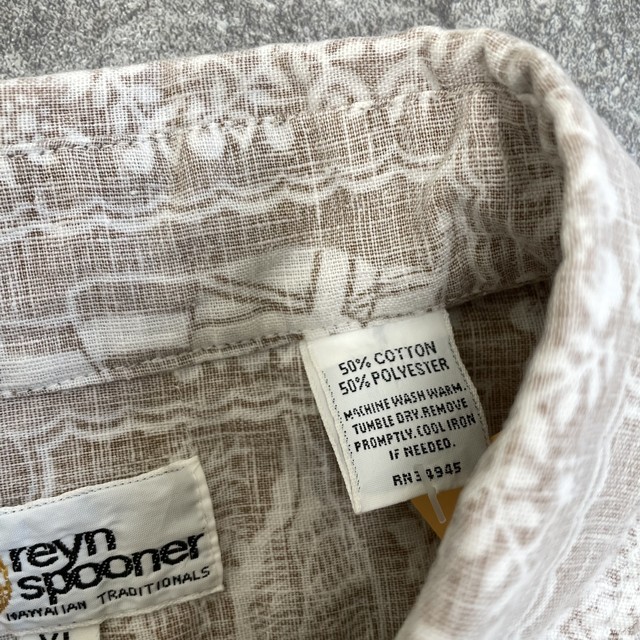 50% COTTON
50% POLYESTER
MACHINE WASH WARM.
TUMBLE DRY. REMOVE
PROMPTLY. COOL IRON
IF NEEDED.
reyn
spooner
HAWAIIAN TRADITIONALS